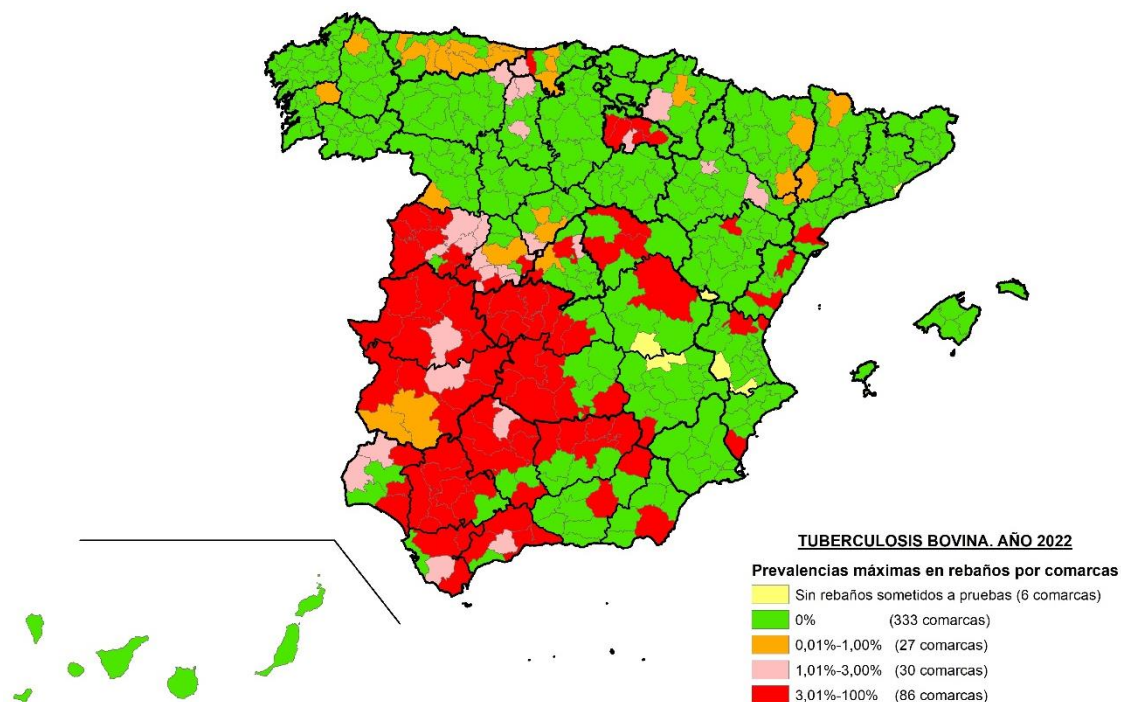 TUBERCULOSIS BOVINA. AÑO 2022
Prevalencias máximas en rebaños por comarcas
Sin rebaños sometidos a pruebas (6 comarcas)
0% (333 comarcas)
0,01%-1,00% (27 comarcas)
1,01%-3,00% (30 comarcas)
3,01%-100% (86 comarcas)